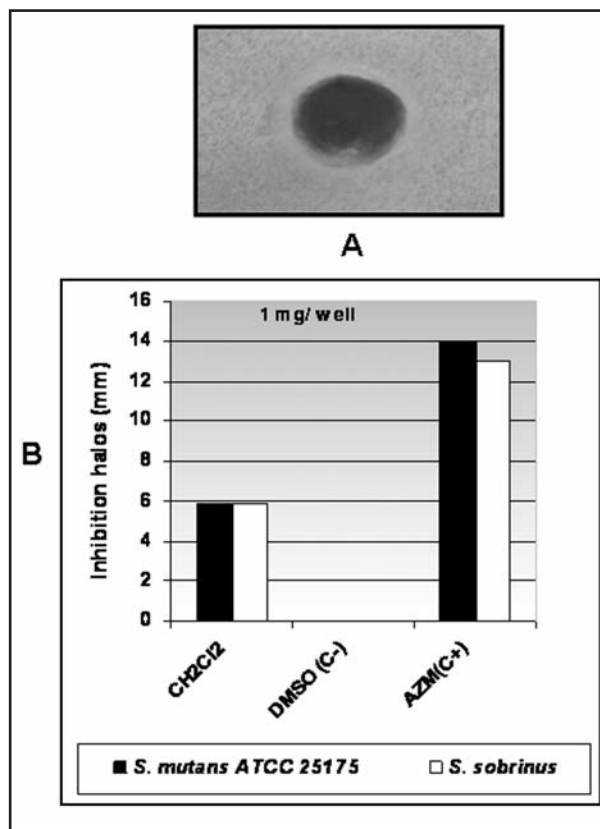 A
B
1 mg/ well
Inhibition halos (mm)
16
14
12
10
8
6
4
2
0
CH2Cl2
DMSO (C-)
AZM(C+)
S. mutans ATCC 25175
S. sobrinus